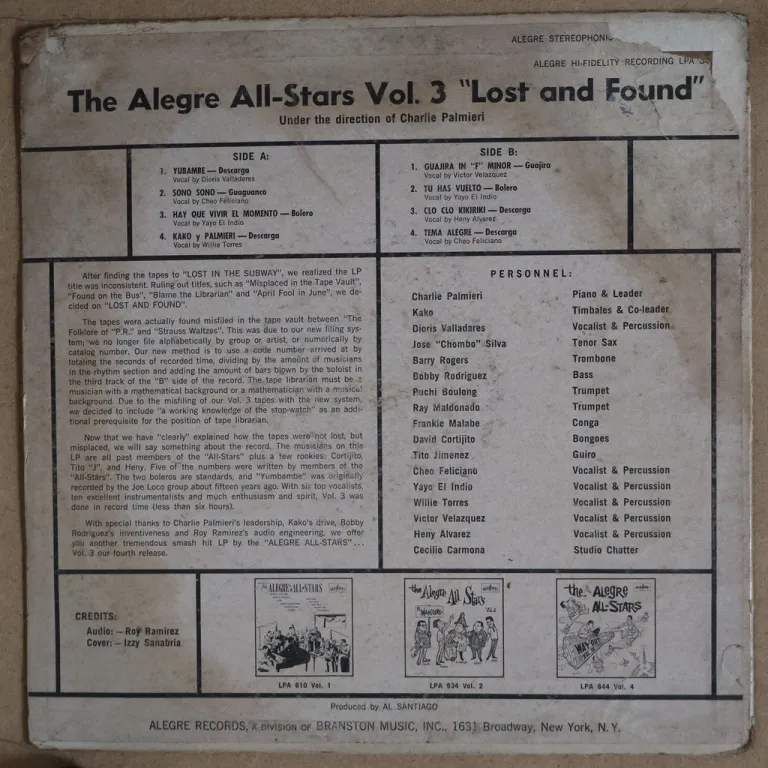 ALEGRE STEREOPHONIC
ALEGRE HI-FIDELITY RECORDING LPA
The Alegre All-Stars Vol. 3 "Lost and Found"
Under the direction of Charlie Palmieri
SIDE A:
1. YUBAMBE — Descarga
Vocal by Dioris Valladares
2. SONO SONO — Guaguanco
Vocal by Cheo Feliciano
3. HAY QUE VIVIR EL MOMENTO — Bolero
Vocal by Yayo El Indio
4. KAKO y PALMIERI — Descarga
Vocal by Willie Torres
SIDE B:
1. GUAJIRA IN "F" MINOR — Guajira
Vocal by Victor Velazquez
2. TU HAS VUELTO — Bolero
Vocal by Yayo El Indio
3. CLO CLO KIKIRIKI — Descarga
Vocal by Heny Alvarez
4. TEMA ALEGRE — Descarga
Vocal by Cheo Feliciano
After finding the tapes to "LOST IN THE SUBWAY", we realized the LP
title was inconsistent. Ruling out titles, such as "Misplaced in the Tape Vault",
"Found on the Bus", "Blame the Librarian" and "April Fool in June", we de-
cided on "LOST AND FOUND".
The tapes were actually found misfiled in the tape vault between "The
Folklore of "P.R." and "Strauss Waltzes". This was due to our new filing sys-
tem; we no longer file alphabetically by group or artist, or numerically by
catalog number. Our new method is to use a code number arrived at by
totaling the seconds of recorded time, dividing by the amount of musicians
in the rhythm section and adding the amount of bars blown by the soloist in
the third track of the "B" side of the record. The tape librarian must be a
musician with a mathematical background or a mathematician with a musical
background. Due to the misfiling of our Vol. 3 tapes with the new system,
we decided to include "a working knowledge of the stop-watch" as an addi-
tional prerequisite for the position of tape librarian.
Now that we have "clearly" explained how the tapes were not lost, but
misplaced, we will say something about the record. The musicians on this
LP are all past members of the "All-Stars" plus a few rookies: Cortijito,
Tito "J", and Heny. Five of the numbers were written by members of the
"All-Stars". The two boleros are standards, and "Yumbambe" was originally
recorded by the Joe Loco group about fifteen years ago. With six top vocalists,
ten excellent instrumentalists and much enthusiasm and spirit, Vol. 3 was
done in record time (less than six hours).
With special thanks to Charlie Palmieri's leadership, Kako's drive, Bobby
Rodriguez's inventiveness and Roy Ramirez's audio engineering, we offer
you another tremendous smash hit LP by the "ALEGRE ALL-STARS" ...
Vol. 3 our fourth release.
PERSONNEL:
Charlie Palmieri Piano & Leader
Kako Timbales & Co-leader
Dioris Valladares Vocalist & Percussion
Jose "Chombo" Silva Tenor Sax
Barry Rogers Trombone
Bobby Rodriguez Bass
Puchi Boulong Trumpet
Ray Maldonado Trumpet
Frankie Malabe Conga
David Cortijito Bongoes
Tito Jimenez Guiro
Cheo Feliciano Vocalist & Percussion
Yayo El Indio Vocalist & Percussion
Willie Torres Vocalist & Percussion
Victor Velazquez Vocalist & Percussion
Heny Alvarez Vocalist & Percussion
Cecilio Carmona Studio Chatter
CREDITS:
Audio: — Roy Ramirez
Cover: — Izzy Sanabria
The ALEGRE ALL-STARS
the Alegre All Stars
the Alegre ALL-STARS
LPA 810 Vol. 1
LPA 834 Vol. 2
LPA 844 Vol. 4
Produced by AL SANTIAGO
ALEGRE RECORDS, A DIVISION OF BRANSTON MUSIC, INC., 1631 Broadway, New York, N.Y.